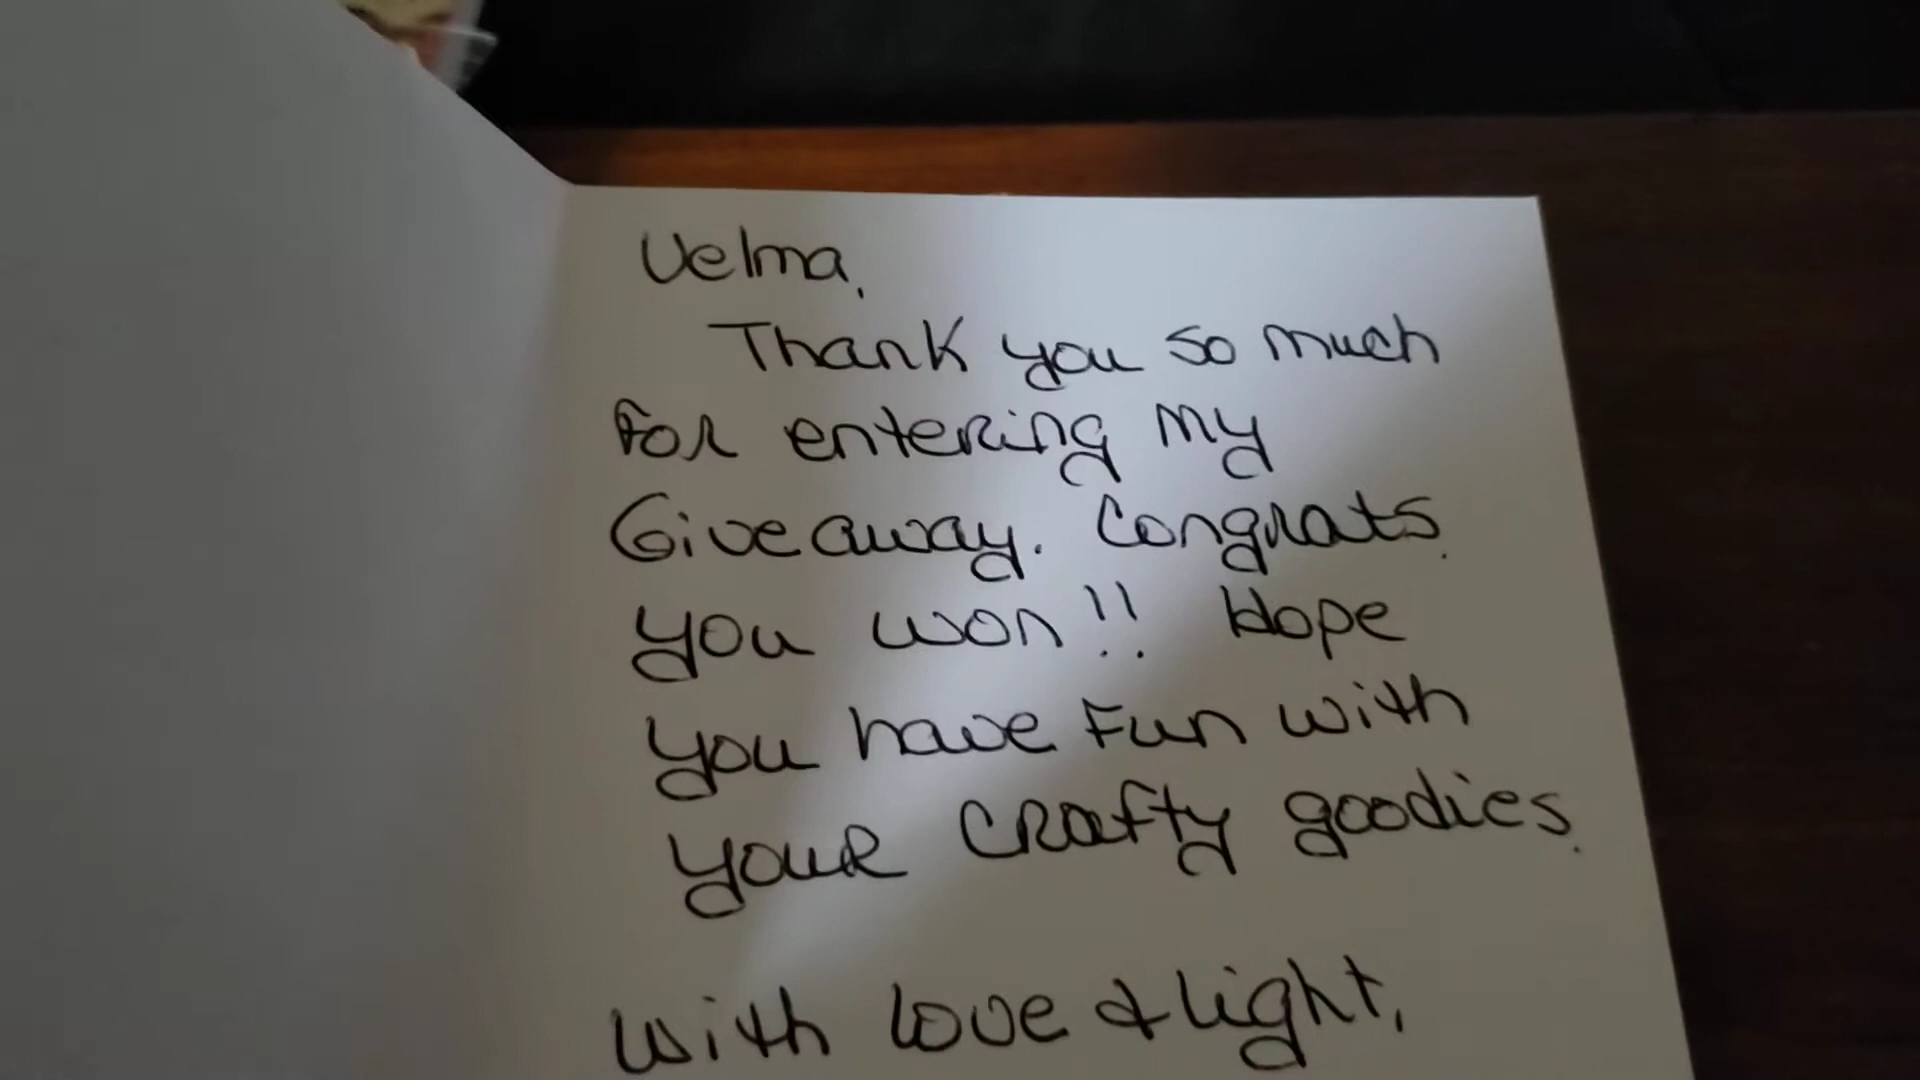 Velma,
Thank you so much
for entering my
Giveaway. Congrats.
you won!! Hope
you have Fun with
your crafty goodies.
with love & light,